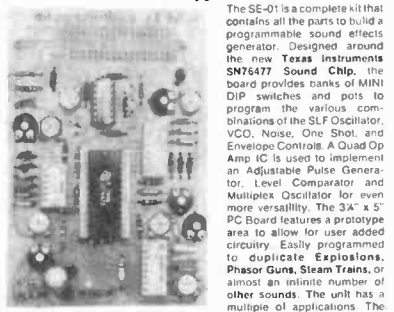 The SE-01 is a complete kit that
contains all the parts to build a
programmable sound effects
generator. Designed around
the new Texas Instruments
SN76477 Sound Chip, the
board provides banks of MINI
DIP switches and pots to
program the various com-
binations of the SLF Oscillator,
VCO, Noise, One Shot, and
Envelope Controls. A Quad Op
Amp IC is used to implement
an Adjustable Pulse Genera-
tor, Level Comparator and
Multiplex Oscillator for even
more versatility. The 3¼" x 5"
PC Board features a prototype
area to allow for user added
circuitry. Easily programmed
to duplicate Explosions,
Phasor Guns, Steam Trains, or
almost an infinite number of
other sounds. The unit has a
multiple of applications. The